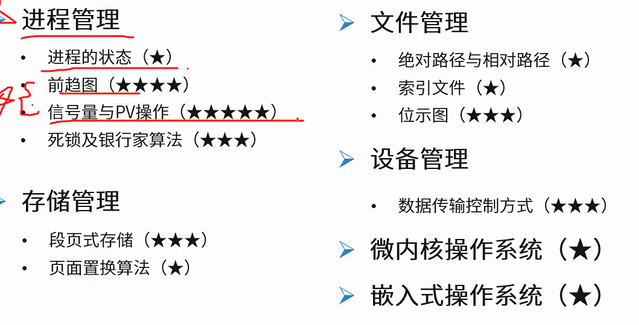 进程管理
进程的状态（★）
前趋图（★★★★）
信号量与PV操作（★★★★★）
死锁及银行家算法（★★★）
存储管理
段页式存储（★★★）
页面置换算法（★）
文件管理
绝对路径与相对路径（★）
索引文件（★）
位示图（★★★）
设备管理
数据传输控制方式（★★★）
微内核操作系统（★）
嵌入式操作系统（★）